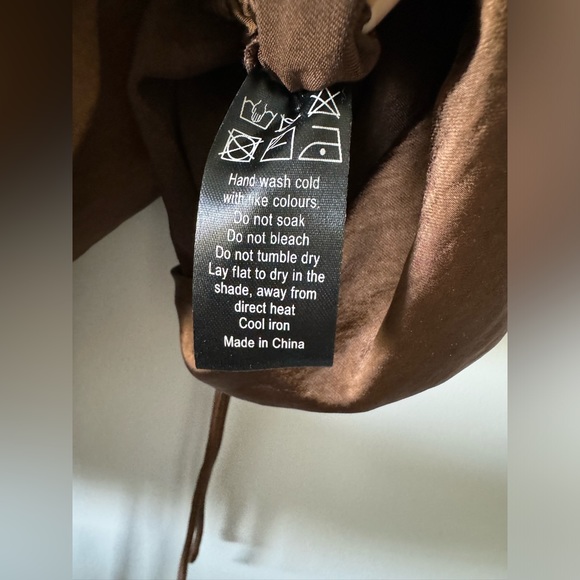 Hand wash cold
with like colours,
Do not soak
Do not bleach
Do not tumble dry
Lay flat to dry in the
shade, away from
direct heat
Cool iron
Made in China